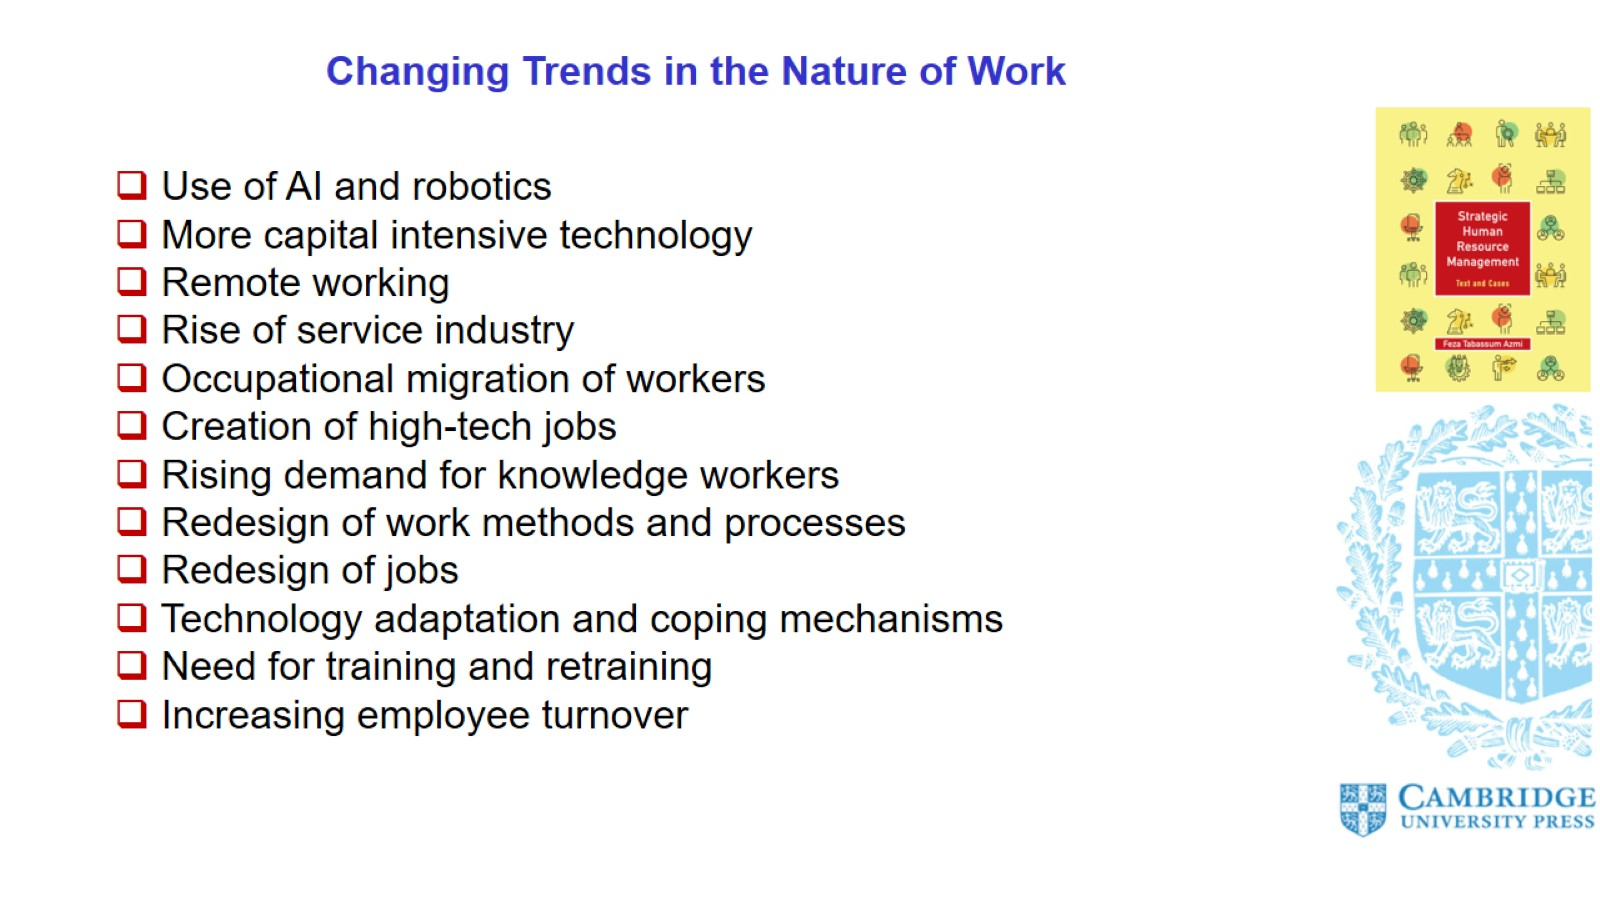 Changing Trends in the Nature of Work
Use of AI and robotics
More capital intensive technology
Remote working
Rise of service industry
Occupational migration of workers
Creation of high-tech jobs
Rising demand for knowledge workers
Redesign of work methods and processes
Redesign of jobs
Technology adaptation and coping mechanisms
Need for training and retraining
Increasing employee turnover
Strategic
Human
Resource
Management
Text and Cases
Feza Tabassum Azmi
CAMBRIDGE
UNIVERSITY PRESS